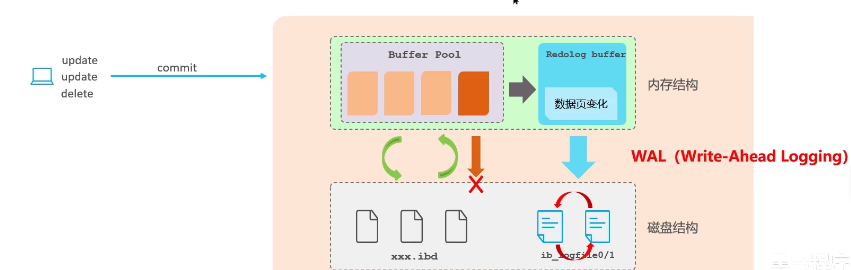 update
update
delete
commit
Buffer Pool
Redolog buffer
数据页变化
内存结构
WAL（Write-Ahead Logging）
xxx.ibd
ib_logfile0/1
磁盘结构